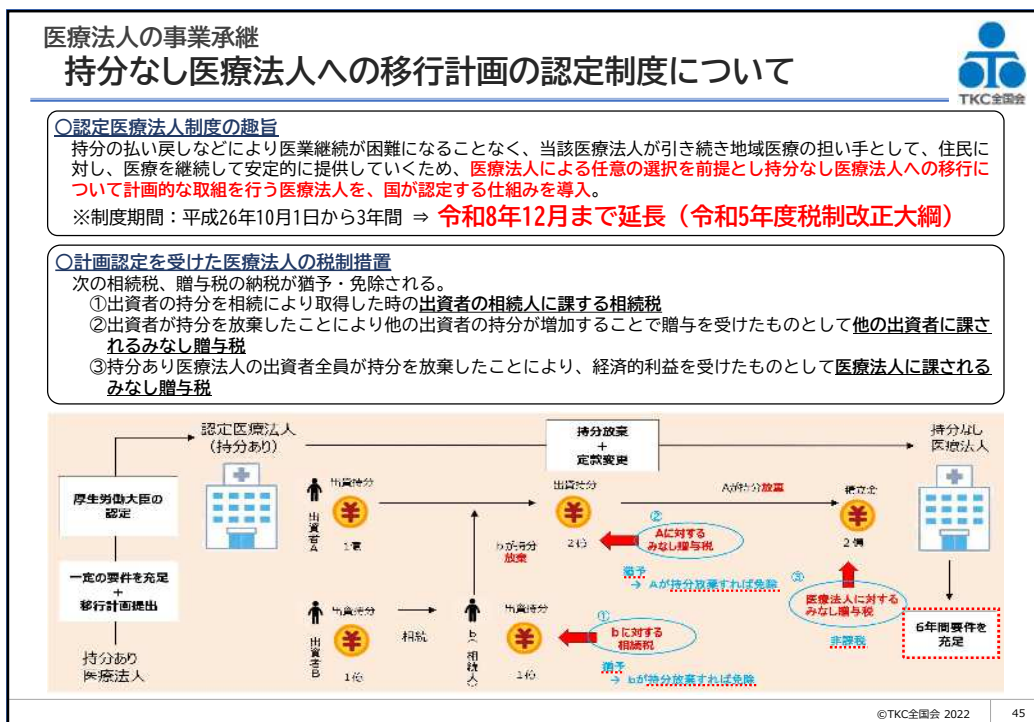 医療法人の事業承継
持分なし医療法人への移行計画の認定制度について
TKC全国会
〇認定医療法人制度の趣旨
持分の払い戻しなどにより医業継続が困難になることなく、当該医療法人が引き続き地域医療の担い手として、住民に
対し、医療を継続して安定的に提供していくため、医療法人による任意の選択を前提とし持分なし医療法人への移行に
ついて計画的な取組を行う医療法人を、国が認定する仕組みを導入。
※制度期間：平成26年10月1日から3年間 ⇒ 令和8年12月まで延長（令和5年度税制改正大綱）
〇計画認定を受けた医療法人の税制措置
次の相続税、贈与税の納税が猶予・免除される。
①出資者の持分を相続により取得した時の出資者の相続人に課する相続税
②出資者が持分を放棄したことにより他の出資者の持分が増加することで贈与を受けたものとして他の出資者に課さ
れるみなし贈与税
③持分あり医療法人の出資者全員が持分を放棄したことにより、経済的利益を受けたものとして医療法人に課される
みなし贈与税
認定医療法人
(持分あり)
持分放棄
+
定款変更
持分なし
医療法人
厚生労働大臣の
認定
一定の要件を充足
+
移行計画提出
持分あり
医療法人
出資者A
出資持分
出資持分
2億
Aが持分放棄
積立金
bが持分
放棄
②
Aに対する
みなし贈与税
猶予
→ Aが持分放棄すれば免除
③
医療法人に対する
みなし贈与税
非課税
6年間要件を
充足
出資者B
出資持分
1億
相続
b(相続人)
出資持分
1億
①
bに対する
相続税
猶予
→ bが持分放棄すれば免除
©TKC全国会 2022
45